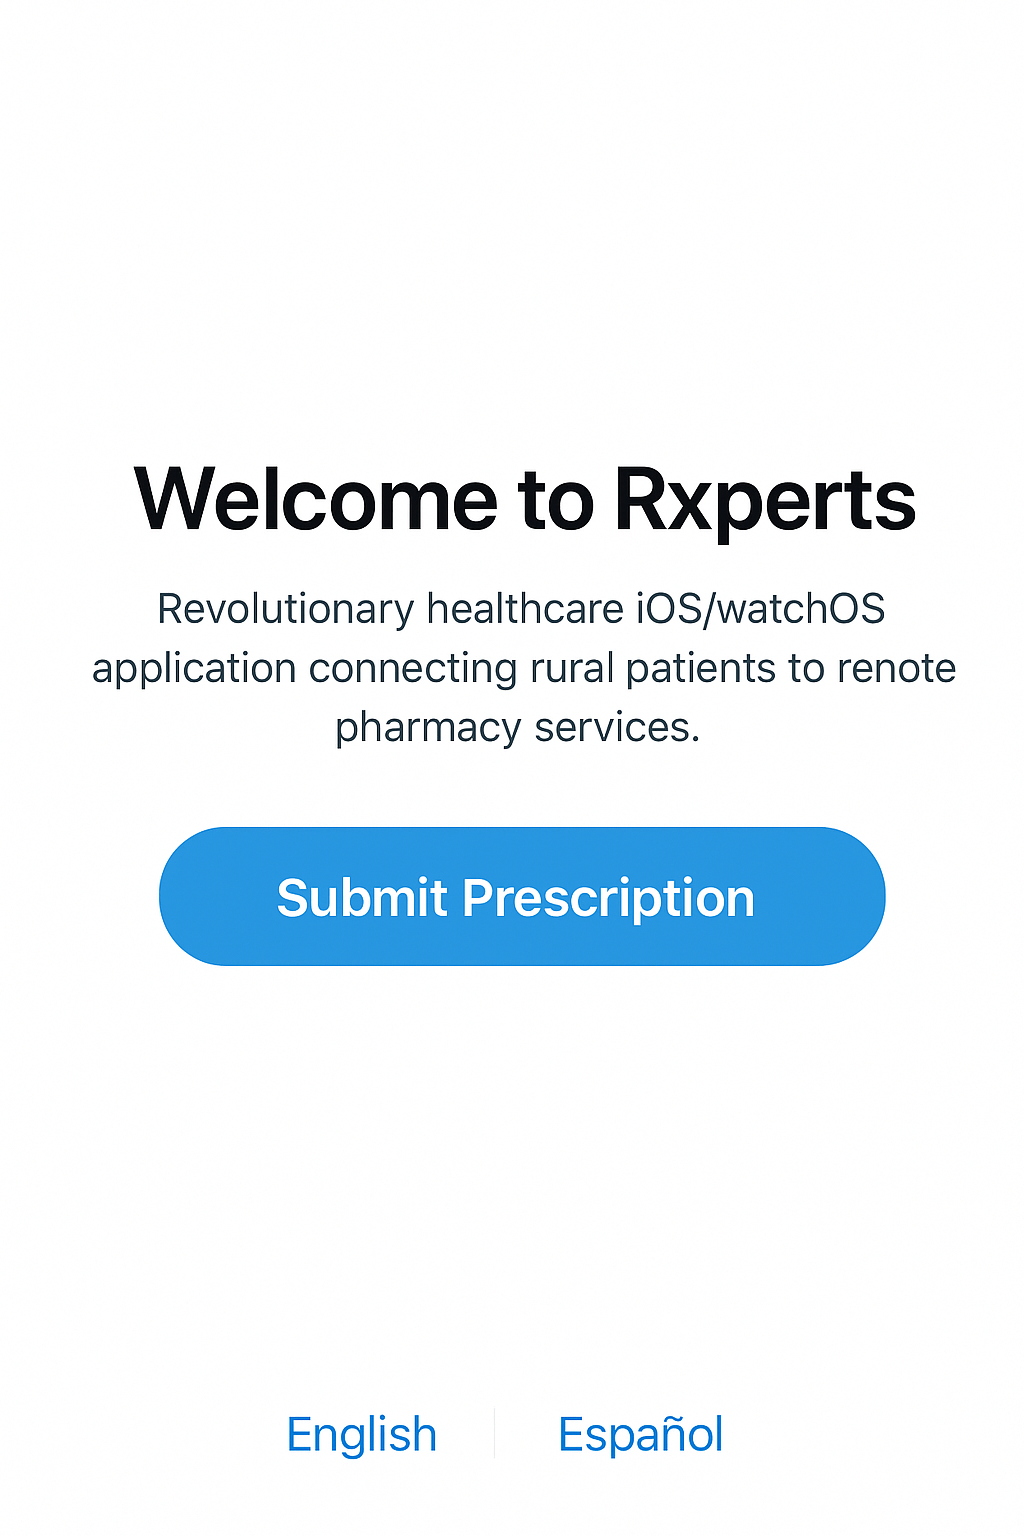 Welcome to Rxperts
Revolutionary healthcare iOS/watchOS
application connecting rural patients to renote
pharmacy services.
Submit Prescription
English
Español